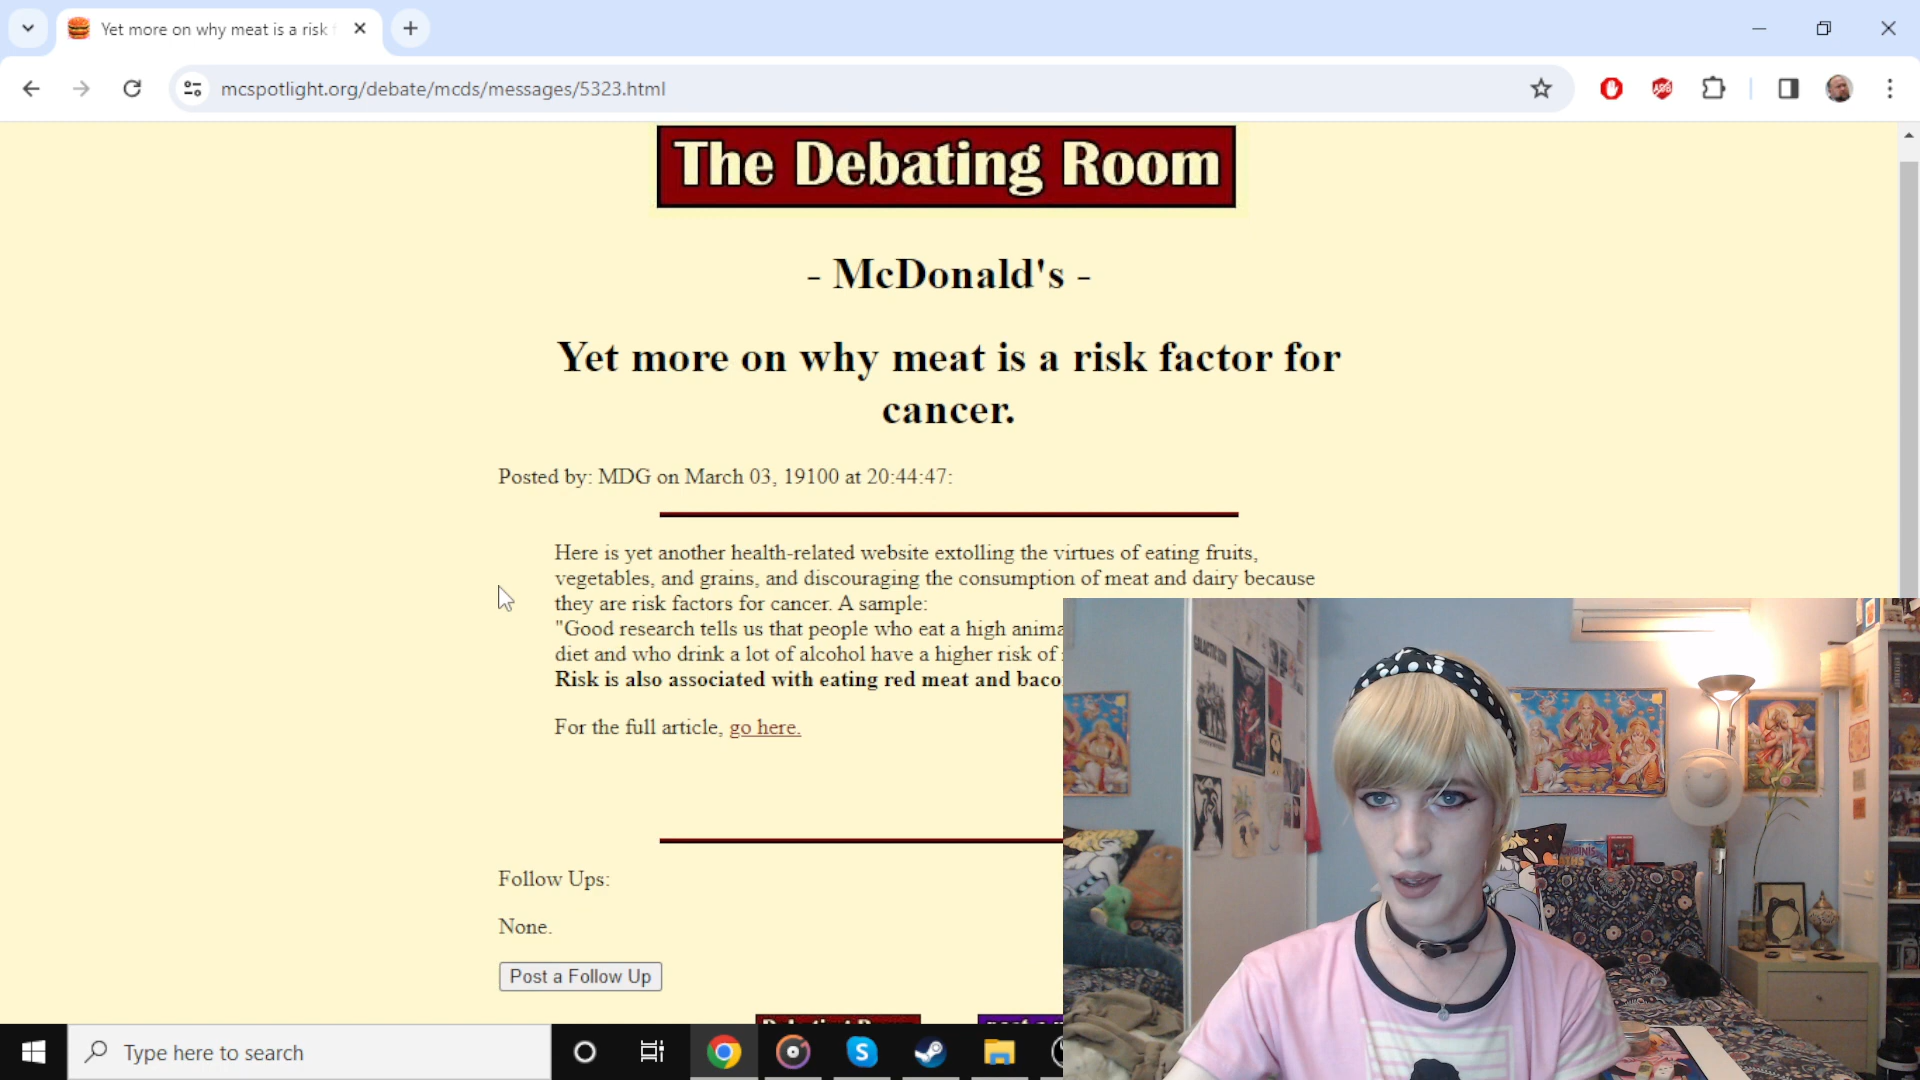 Yet more on why meat is a risk
mcspotlight.org/debate/mcds/messages/5323.html
The Debating Room
- McDonald's -
Yet more on why meat is a risk factor for
cancer.
Posted by: MDG on March 03, 19100 at 20:44:47:
Here is yet another health-related website extolling the virtues of eating fruits,
vegetables, and grains, and discouraging the consumption of meat and dairy because
they are risk factors for cancer. A sample:
"Good research tells us that people who eat a high
diet and who drink a lot of alcohol have a higher risk of
Risk is also associated with eating red meat and
For the full article, go here.
GALACTIC
Follow Ups:
None.
Post a Follow Up
Type here to search